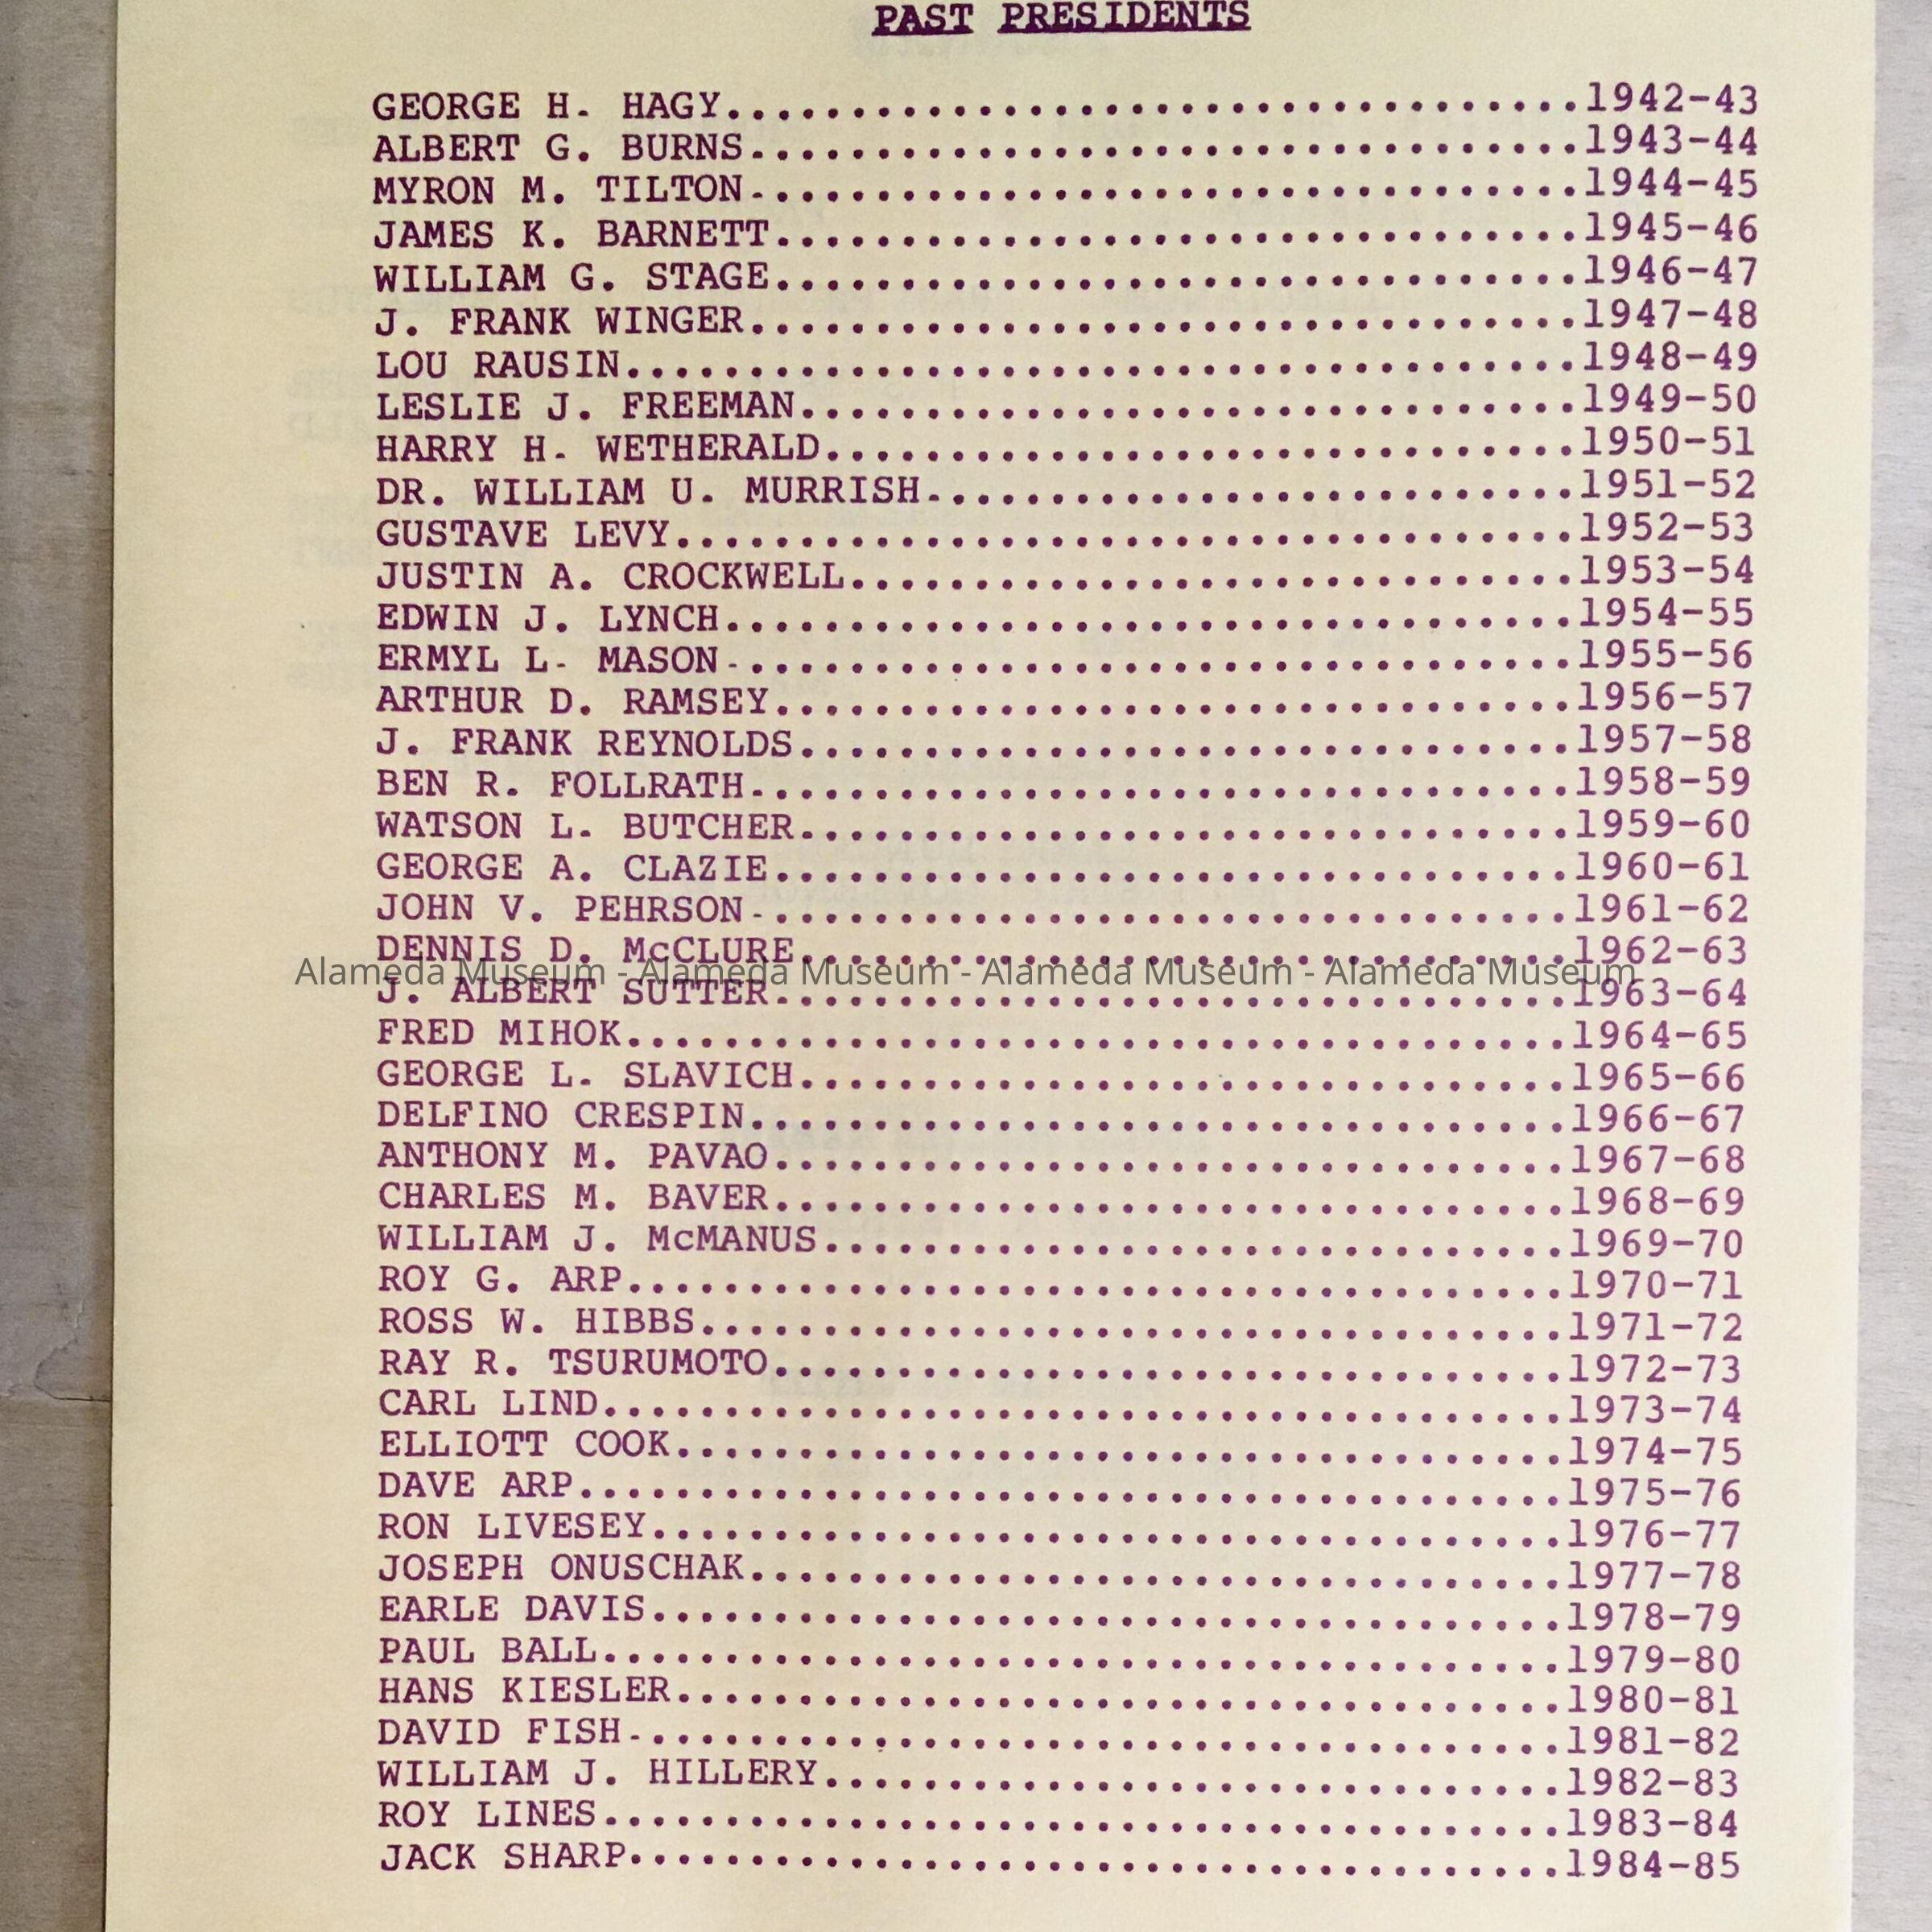 PAST PRESIDENTS
GEORGE H. HAGY..................................1942-43
ALBERT G. BURNS.................................1943-44
MYRON M. TILTON.................................1944-45
JAMES K. BARNETT................................1945-46
WILLIAM G. STAGE................................1946-47
J. FRANK WINGER.................................1947-48
LOU RAUSIN......................................1948-49
LESLIE J. FREEMAN...............................1949-50
HARRY H. WETHERALD..............................1950-51
DR. WILLIAM U. MURRISH..........................1951-52
GUSTAVE LEVY....................................1952-53
JUSTIN A. CROCKWELL.............................1953-54
EDWIN J. LYNCH..................................1954-55
ERMYL L. MASON..................................1955-56
ARTHUR D. RAMSEY................................1956-57
J. FRANK REYNOLDS...............................1957-58
BEN R. FOLLRATH.................................1958-59
WATSON L. BUTCHER...............................1959-60
GEORGE A. CLAZIE................................1960-61
JOHN V. PEHRSON.................................1961-62
DENNIS D. McCLURE...............................1962-63
Alameda Museum - Alameda Museum - Alameda Museum - Alameda Museum
J. ALBERT SUTTER................................1963-64
FRED MIHOK......................................1964-65
GEORGE L. SLAVICH...............................1965-66
DELFINO CRESPIN.................................1966-67
ANTHONY M. PAVAO................................1967-68
CHARLES M. BAVER................................1968-69
WILLIAM J. McMANUS..............................1969-70
ROY G. ARP......................................1970-71
ROSS W. HIBBS...................................1971-72
RAY R. TSURUMOTO................................1972-73
CARL LIND.......................................1973-74
ELLIOTT COOK....................................1974-75
DAVE ARP........................................1975-76
RON LIVESEY.....................................1976-77
JOSEPH ONUSCHAK.................................1977-78
EARLE DAVIS.....................................1978-79
PAUL BALL.......................................1979-80
HANS KIESLER....................................1980-81
DAVID FISH......................................1981-82
WILLIAM J. HILLERY..............................1982-83
ROY LINES.......................................1983-84
JACK SHARP......................................1984-85